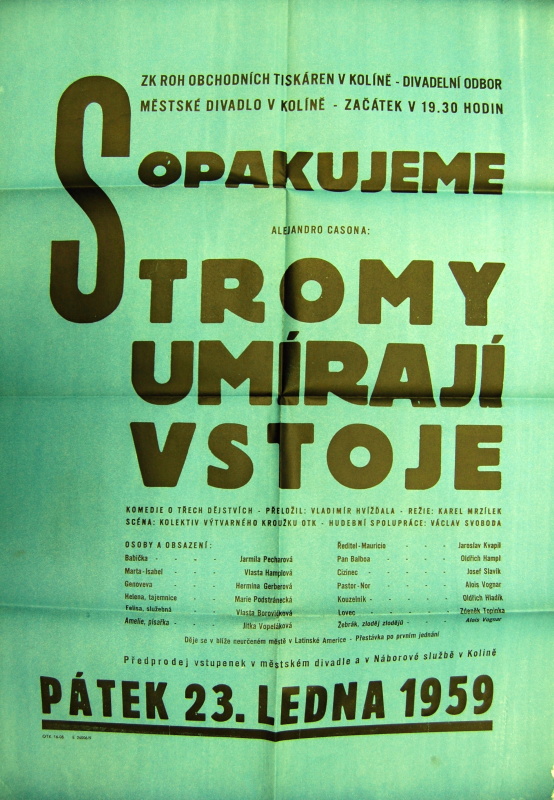 ZK ROH OBCHODNÍCH TISKÁREN V KOLÍNĚ - DIVADELNÍ ODBOR
MĚSTSKÉ DIVADLO V KOLÍNĚ - ZAČÁTEK V 19.30 HODIN
OPAKUJEME
ALEJANDRO CASONA:
STROMY
UMÍRAJÍ
VSTOJE
KOMEDIE O TŘECH DĚJSTVÍCH - PŘELOŽIL: VLADIMÍR HVÍŽĎALA - REŽIE: KAREL MRZÍLEK
SCÉNA: KOLEKTIV VÝTVARNÉHO KROUŽKU OTK - HUDEBNÍ SPOLUPRÁCE: VÁCLAV SVOBODA
OSOBY A OBSAZENÍ:
Babička - - - Jarmila Pecharová
Marta-Isabel - - - Vlasta Hamplová
Genoveva - - - Hermina Gerberová
Helena, tajemnice - - Marie Podstránecká
Felisa, služebná - - Vlasta Borovičková
Amelie, písařka - - Jitka Vopeláková
Ředitel-Mauricio - - - Jaroslav Kvapil
Pan Balboa - - - Oldřich Hampl
Cizinec - - - Josef Slavík
Pastor-Nor - - - Alois Vognar
Kouzelník - - - Oldřich Hladík
Lovec - - - Zdeněk Topinka
Žebrák, zloděj zlodějů - - Alois Vognar
Děje se v blíže neurčeném městě v Latinské Americe - Přestávka po prvním jednání
Předprodej vstupenek v městském divadle a v Náborové službě v Kolíně
PÁTEK 23. LEDNA 1959